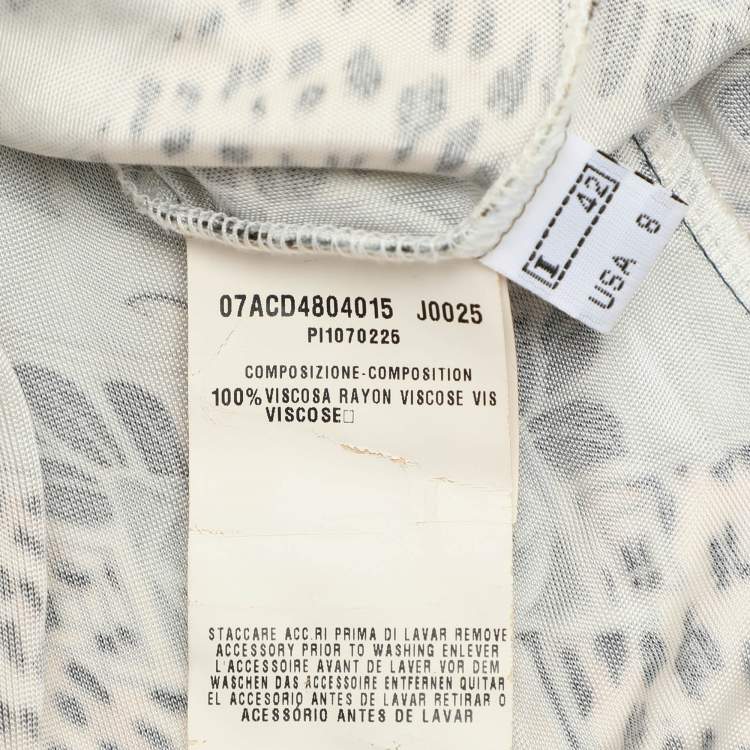 I 42
USA 8
07ACD4804015 J0025
PI1070225
COMPOSIZIONE-COMPOSITION
100% VISCOSA RAYON VISCOSE VIS
VISCOSE□
STACCARE ACC.RI PRIMA DI LAVAR REMOVE
ACCESSORY PRIOR TO WASHING ENLEVER
L'ACCESSOIRE AVANT DE LAVER VOR DEM
WASCHEN DAS ACCESSOIRE ENTFERNEN QUITAR
EL ACCESORIO ANTES DE LAVAR RETIRAR O
ACESSÓRIO ANTES DE LAVAR